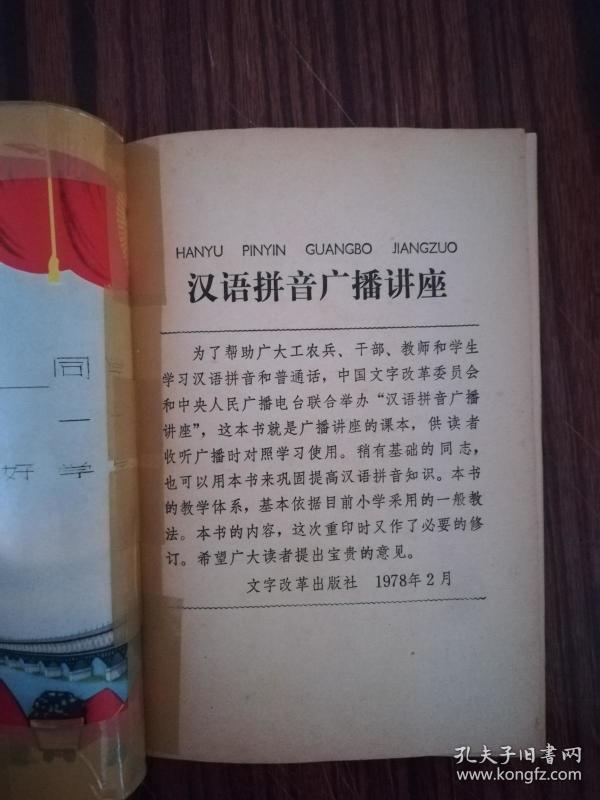 HANYU PINYIN GUANGBO JIANGZUO
汉语拼音广播讲座
为了帮助广大工农兵、干部、教师和学生
学习汉语拼音和普通话，中国文字改革委员会
和中央人民广播电台联合举办“汉语拼音广播
讲座”，这本书就是广播讲座的课本，供读者
收听广播时对照学习使用。稍有基础的同志，
也可以用本书来巩固提高汉语拼音知识。本书
的教学体系，基本依据目前小学采用的一般教
法。本书的内容，这次重印时又作了必要的修
订。希望广大读者提出宝贵的意见。
文字改革出版社 1978年2月
同学
一
好学
孔夫子旧书网
www.kongfz.com